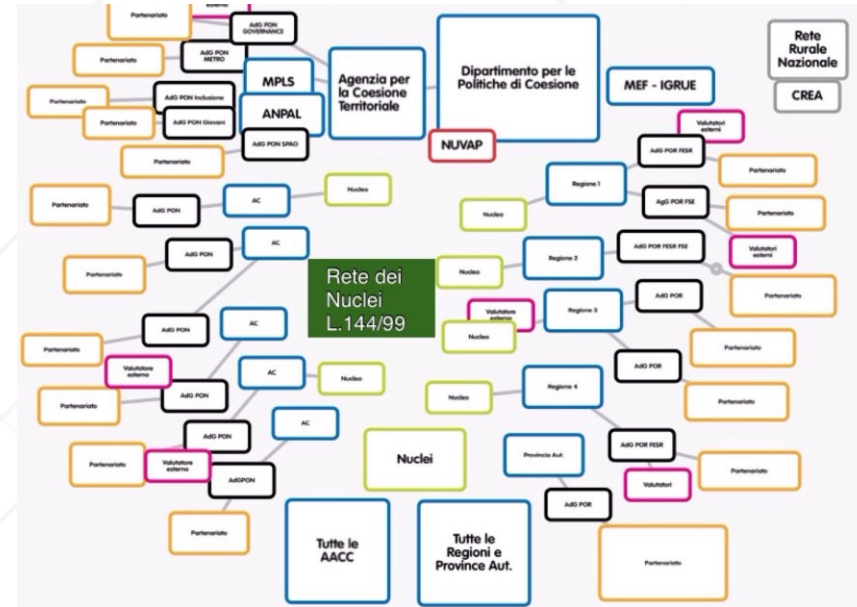 Partenariato
AdG PON
GOVERNANCE
Partenariato
AdG PON
METRO
Partenariato
AdG PON Inclusione
Partenariato
AdG PON Giovani
Partenariato
AdG PON SPAO
MPLS
ANPAL
Agenzia per
la Coesione
Territoriale
Dipartimento per le
Politiche di Coesione
NUVAP
MEF - IGRUE
Rete
Rurale
Nazionale
CREA
Partenariato
AdG PON
AC
Nucleo
Partenariato
AdG PON
AC
Partenariato
AdG PON
AC
Valutatore
esterno
Partenariato
AdG PON
AC
Nucleo
Partenariato
Valutatore
esterno
AdG PON
AC
AdGPON
Partenariato
Rete dei
Nuclei
L.144/99
Valutatori
esterni
AdG POR FESR
Partenariato
Regione 1
Nucleo
AgG POR FSE
Partenariato
Valutatori
esterni
Nucleo
Regione 2
AdG POR FESR FSE
Partenariato
Valutatore
esterno
Nucleo
Regione 3
AdG POR
Partenariato
AdG POR
Partenariato
Nucleo
Regione 4
AdG POR FESR
Partenariato
Valutatori
Provincia Aut.
AdG POR
Partenariato
Nuclei
Tutte le
AACC
Tutte le
Regioni e
Province Aut.